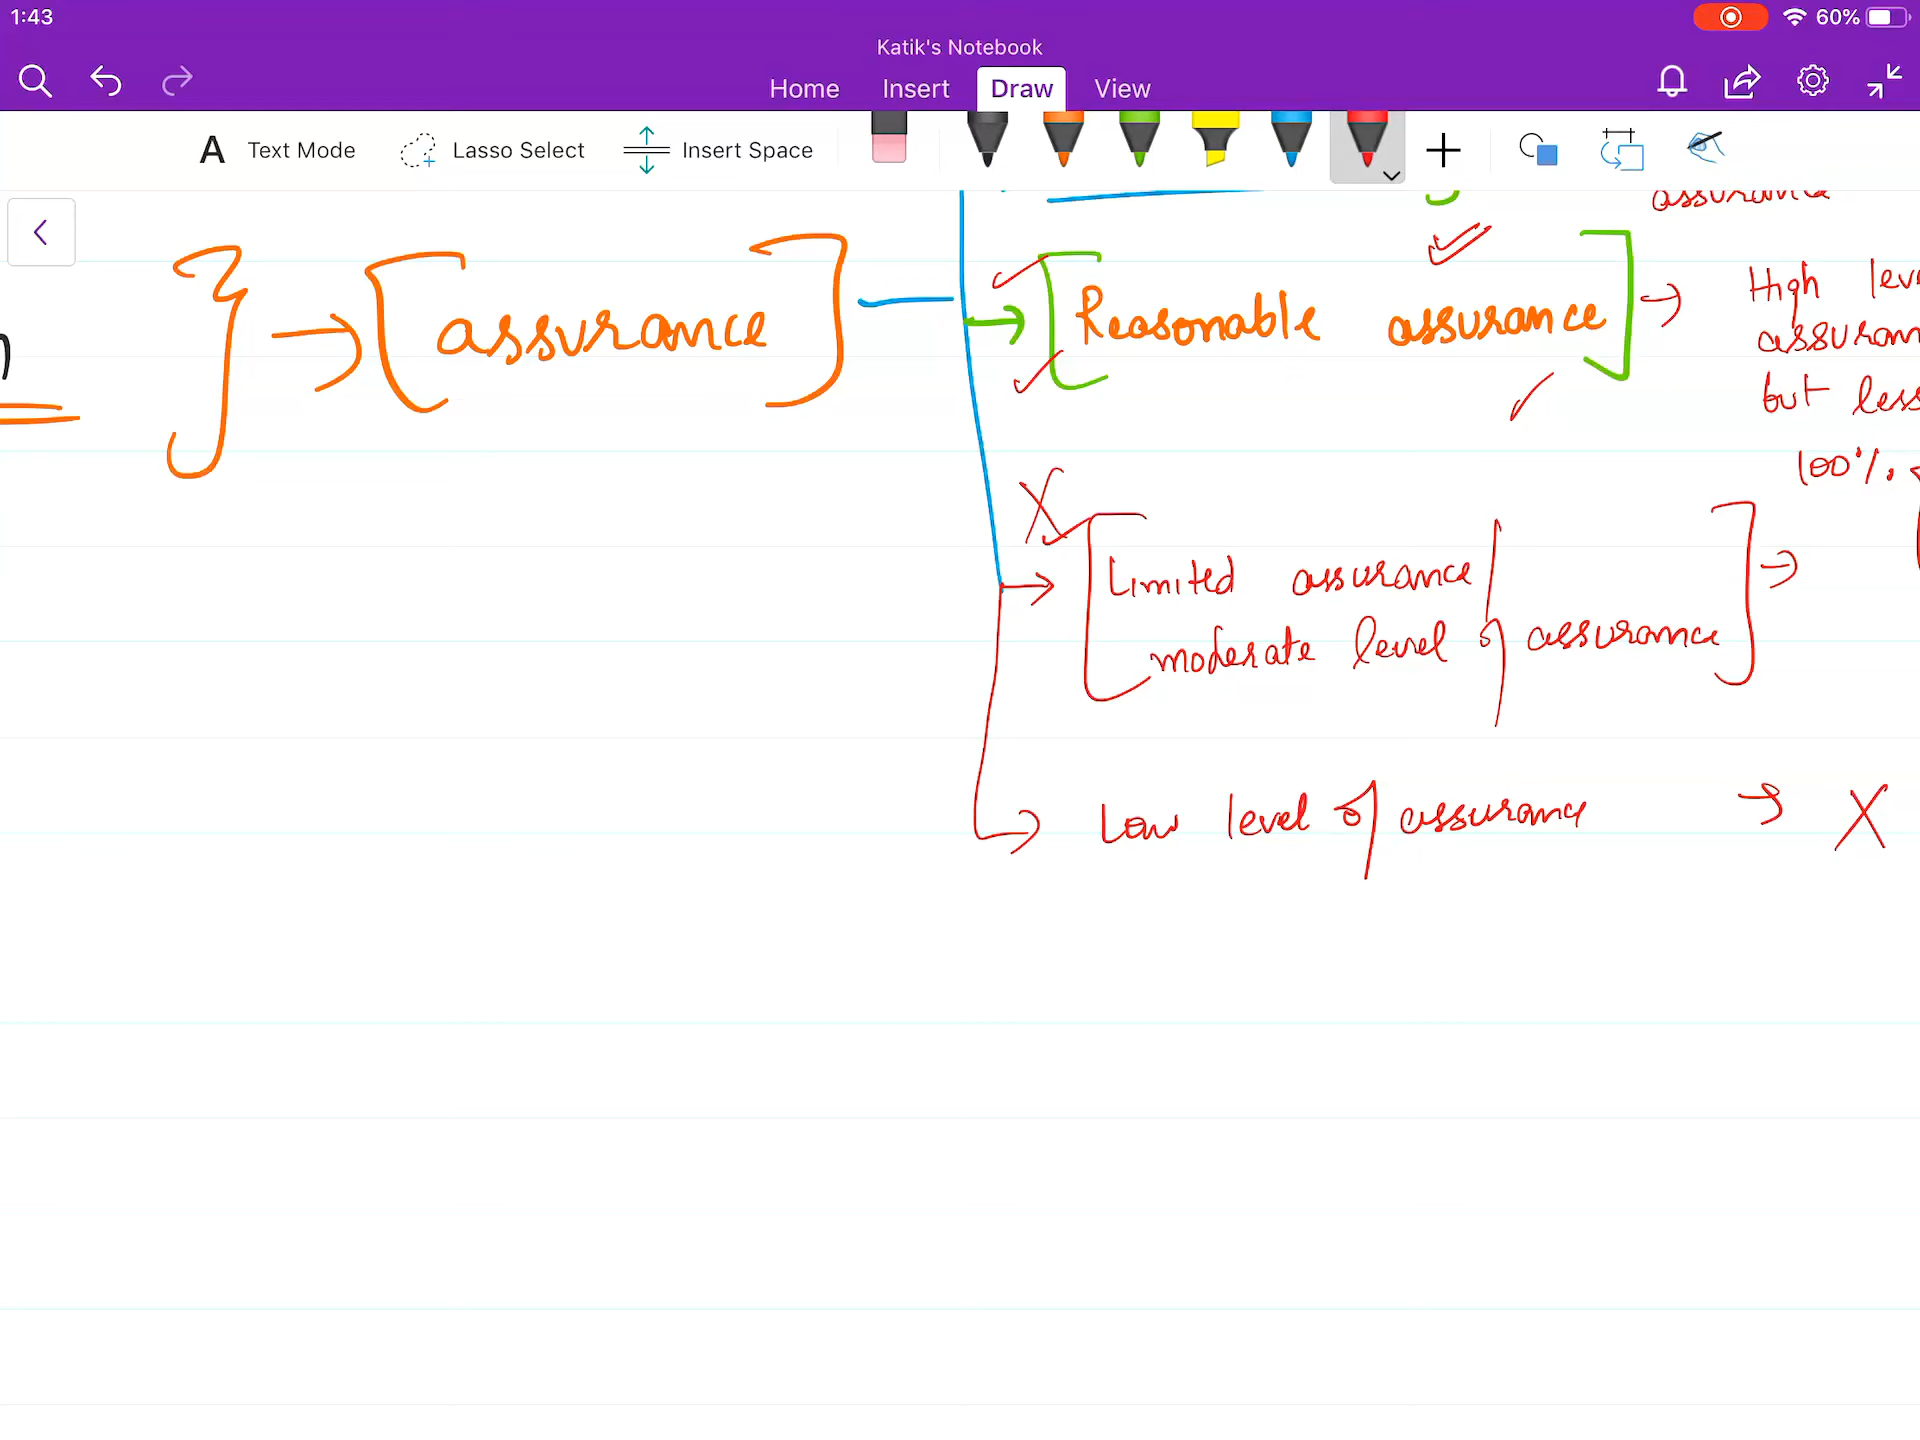 1:43
60%
Katik's Notebook
Home Insert Draw View
A Text Mode Lasso Select Insert Space
assurance
assurance
Reasonable assurance
High
but less
100%.
Limited assurance/
moderate level of assurance
Low level of assurance
X
X